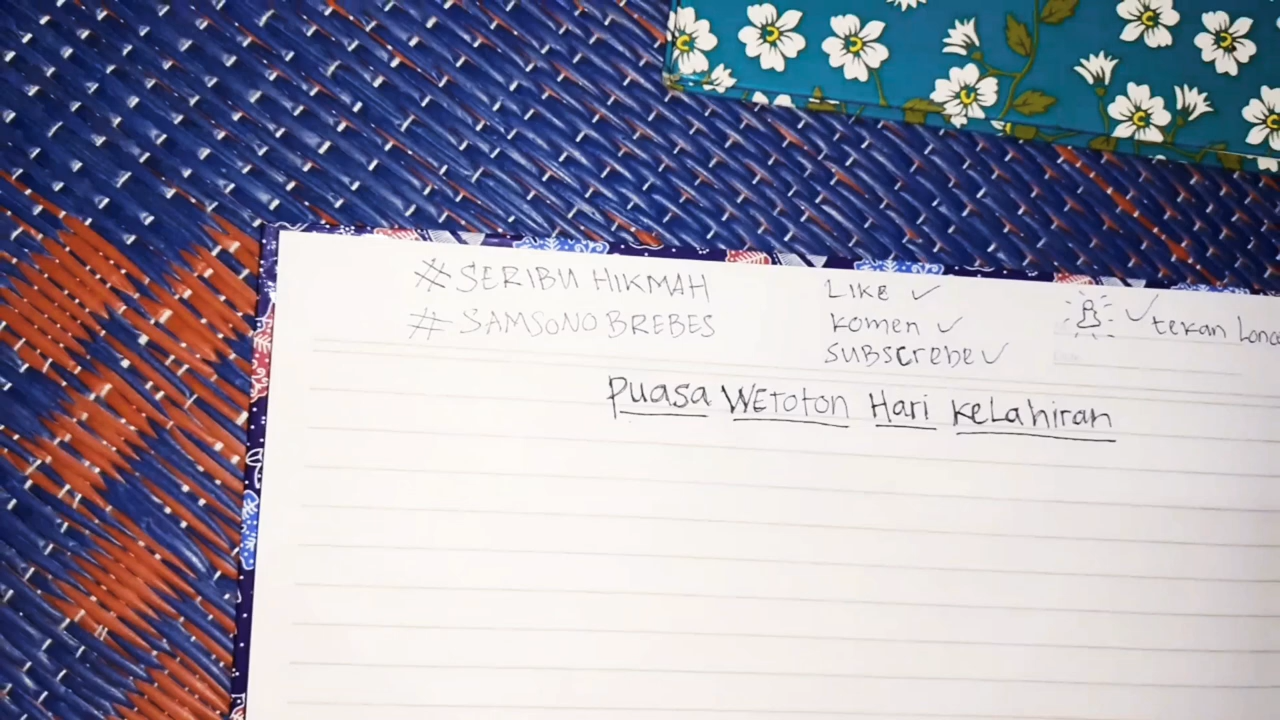 #SERIBU HIKMAH
#SAMSONO BREBES
LIKE ✓
komen ✓
subscrebe ✓
✓ tekan
Puasa WEtoton Hari KeLahiran